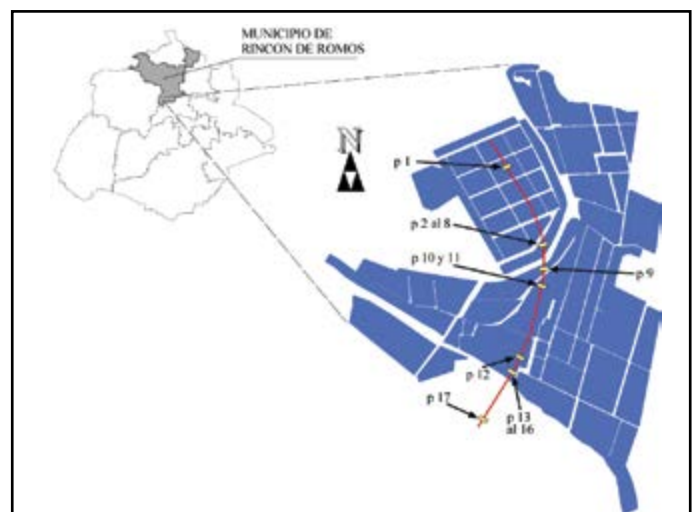 MUNICIPIO DE
RINCON DE ROMOS
N
p 1
p 2 al 8
p 10 y 11
p 9
p 12
p 17
p 13
al 16